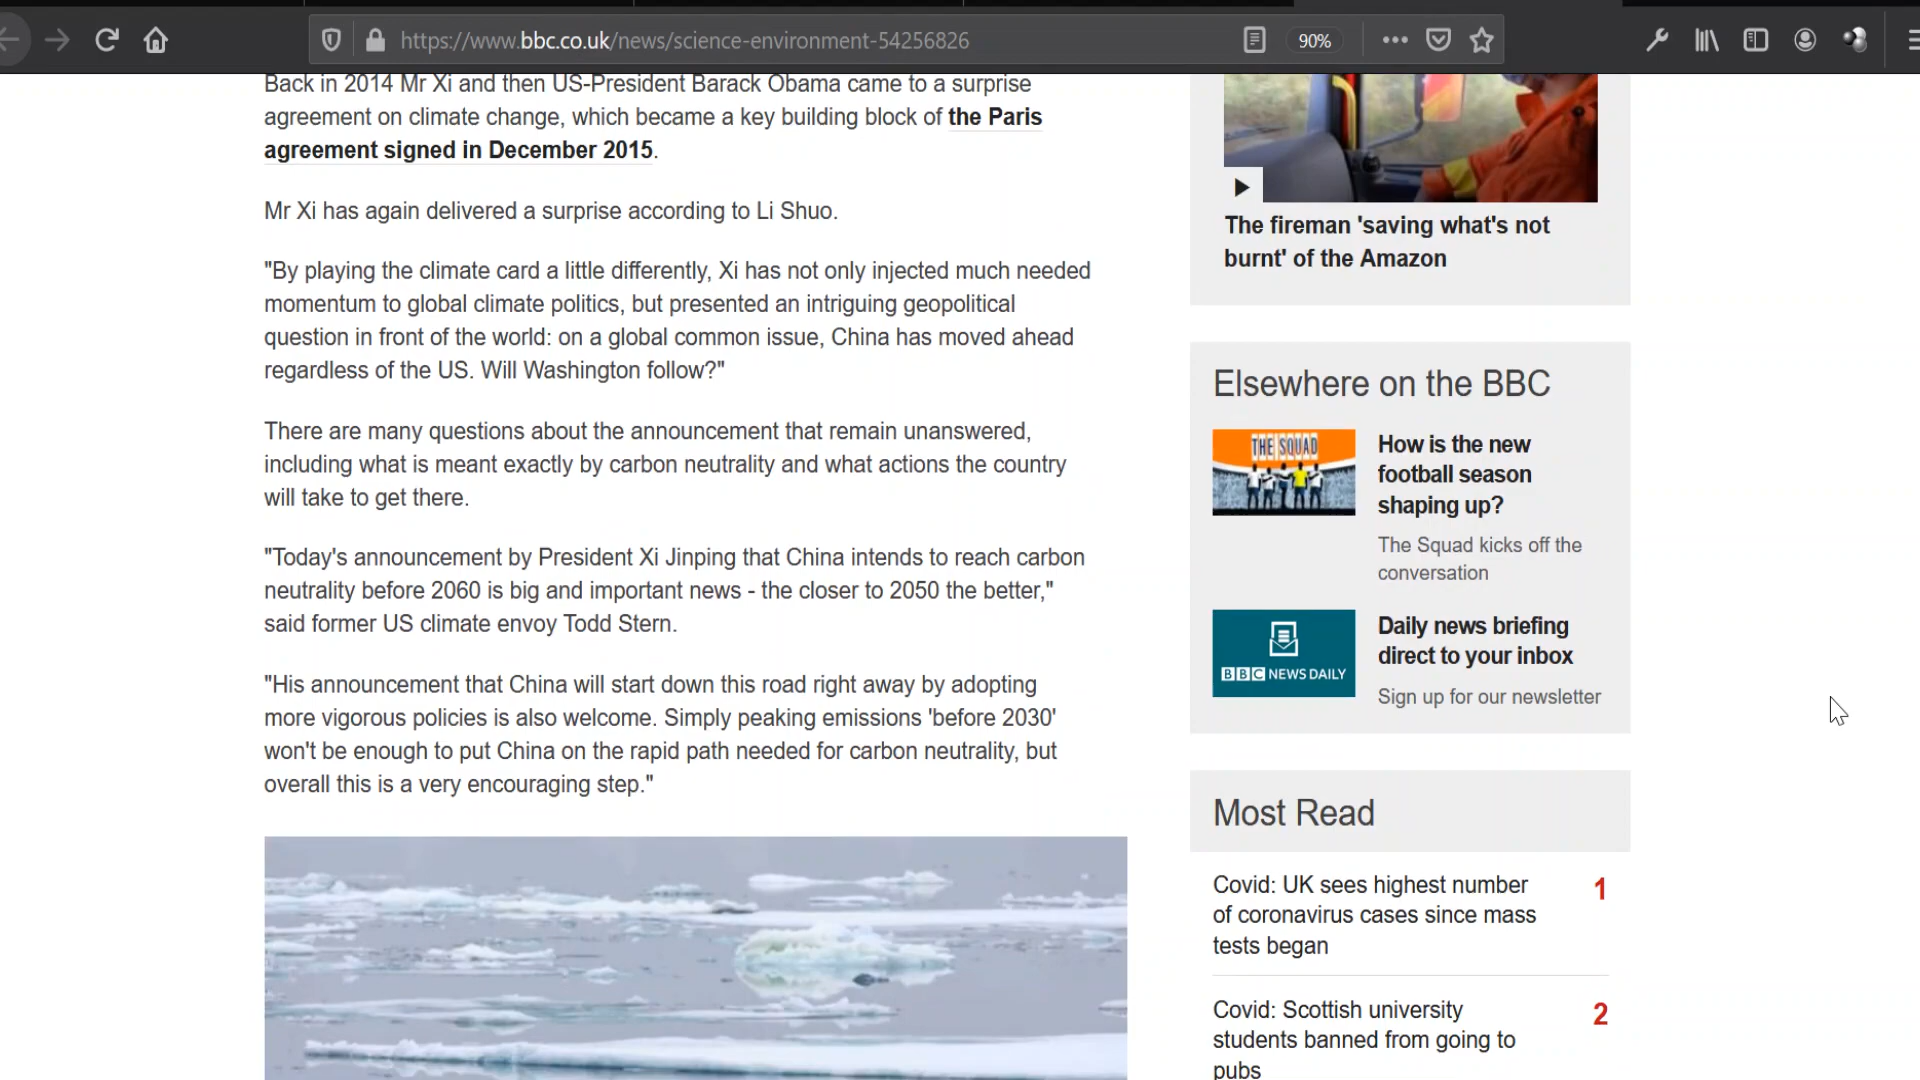 https://www.bbc.co.uk/news/science-environment-54256826
90%
Back in 2014 Mr Xi and then US-President Barack Obama came to a surprise
agreement on climate change, which became a key building block of the Paris
agreement signed in December 2015.
Mr Xi has again delivered a surprise according to Li Shuo.
"By playing the climate card a little differently, Xi has not only injected much needed
momentum to global climate politics, but presented an intriguing geopolitical
question in front of the world: on a global common issue, China has moved ahead
regardless of the US. Will Washington follow?"
There are many questions about the announcement that remain unanswered,
including what is meant exactly by carbon neutrality and what actions the country
will take to get there.
"Today's announcement by President Xi Jinping that China intends to reach carbon
neutrality before 2060 is big and important news - the closer to 2050 the better,"
said former US climate envoy Todd Stern.
"His announcement that China will start down this road right away by adopting
more vigorous policies is also welcome. Simply peaking emissions 'before 2030'
won't be enough to put China on the rapid path needed for carbon neutrality, but
overall this is a very encouraging step."
The fireman 'saving what's not
burnt' of the Amazon
Elsewhere on the BBC
THE SQUAD
How is the new
football season
shaping up?
The Squad kicks off the
conversation
BBC NEWS DAILY
Daily news briefing
direct to your inbox
Sign up for our newsletter
Most Read
Covid: UK sees highest number
of coronavirus cases since mass
tests began
1
Covid: Scottish university
students banned from going to
pubs
2